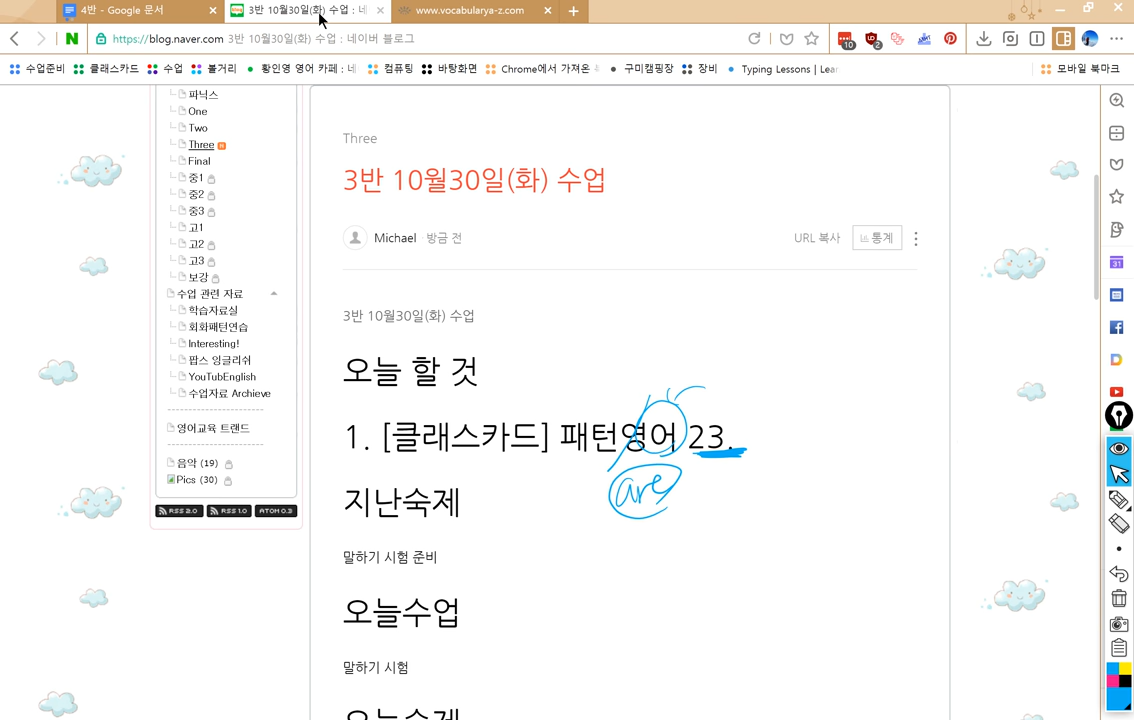 4반 - Google 문서
3반 10월30일(화) 수업 : 네
www.vocabularya-z.com
https://blog.naver.com 3반 10월30일(화) 수업 : 네이버 블로그
10
2
수업준비
클래스카드
수업
볼거리
황인영 영어 카페 : 네
컴퓨팅
바탕화면
Chrome에서 가져온
구미캠핑장
장비
Typing Lessons | Lear
모바일 북마크
파닉스
One
Two
Three
Final
중1
중2
중3
고1
고2
고3
보강
수업 관련 자료
학습자료실
회화패턴연습
Interesting!
팝스 잉글리쉬
YouTubEnglish
수업자료 Archieve
영어교육 트랜드
음악 (19)
Pics (30)
RSS 2.0
RSS 1.0
ATOM 0.3
Three
3반 10월30일(화) 수업
Michael · 방금 전
URL 복사
통계
3반 10월30일(화) 수업
오늘 할 것
1. [클래스카드] 패턴영어 23.
are
지난숙제
말하기 시험 준비
오늘수업
말하기 시험
오늘숙제
31